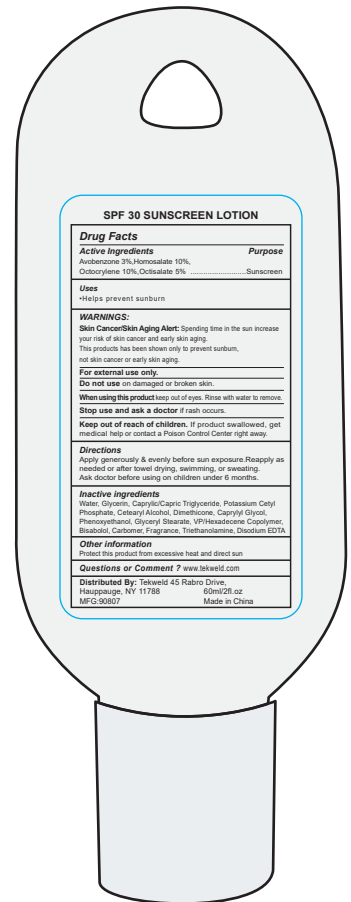 SPF 30 SUNSCREEN LOTION
Drug Facts
Active Ingredients Purpose
Avobenzone 3%,Homosalate 10%,
Octocrylene 10%,Octisalate 5% ............................Sunscreen
Uses
•Helps prevent sunburn
WARNINGS:
Skin Cancer/Skin Aging Alert: Spending time in the sun increase
your risk of skin cancer and early skin aging.
This products has been shown only to prevent sunburn,
not skin cancer or early skin aging.
For external use only.
Do not use on damaged or broken skin.
When using this product keep out of eyes. Rinse with water to remove.
Stop use and ask a doctor if rash occurs.
Keep out of reach of children. If product swallowed, get
medical help or contact a Poison Control Center right away.
Directions
Apply generously & evenly before sun exposure.Reapply as
needed or after towel drying, swimming, or sweating.
Ask doctor before using on children under 6 months.
Inactive ingredients
Water, Glycerin, Caprylic/Capric Triglyceride, Potassium Cetyl
Phosphate, Cetearyl Alcohol, Dimethicone, Caprylyl Glycol,
Phenoxyethanol, Glyceryl Stearate, VP/Hexadecene Copolymer,
Bisabolol, Carbomer, Fragrance, Triethanolamine, Disodium EDTA
Other information
Protect this product from excessive heat and direct sun
Questions or Comment ? www.tekweld.com
Distributed By: Tekweld 45 Rabro Drive,
Hauppauge, NY 11788 60ml/2fl.oz
MFG:90807 Made in China